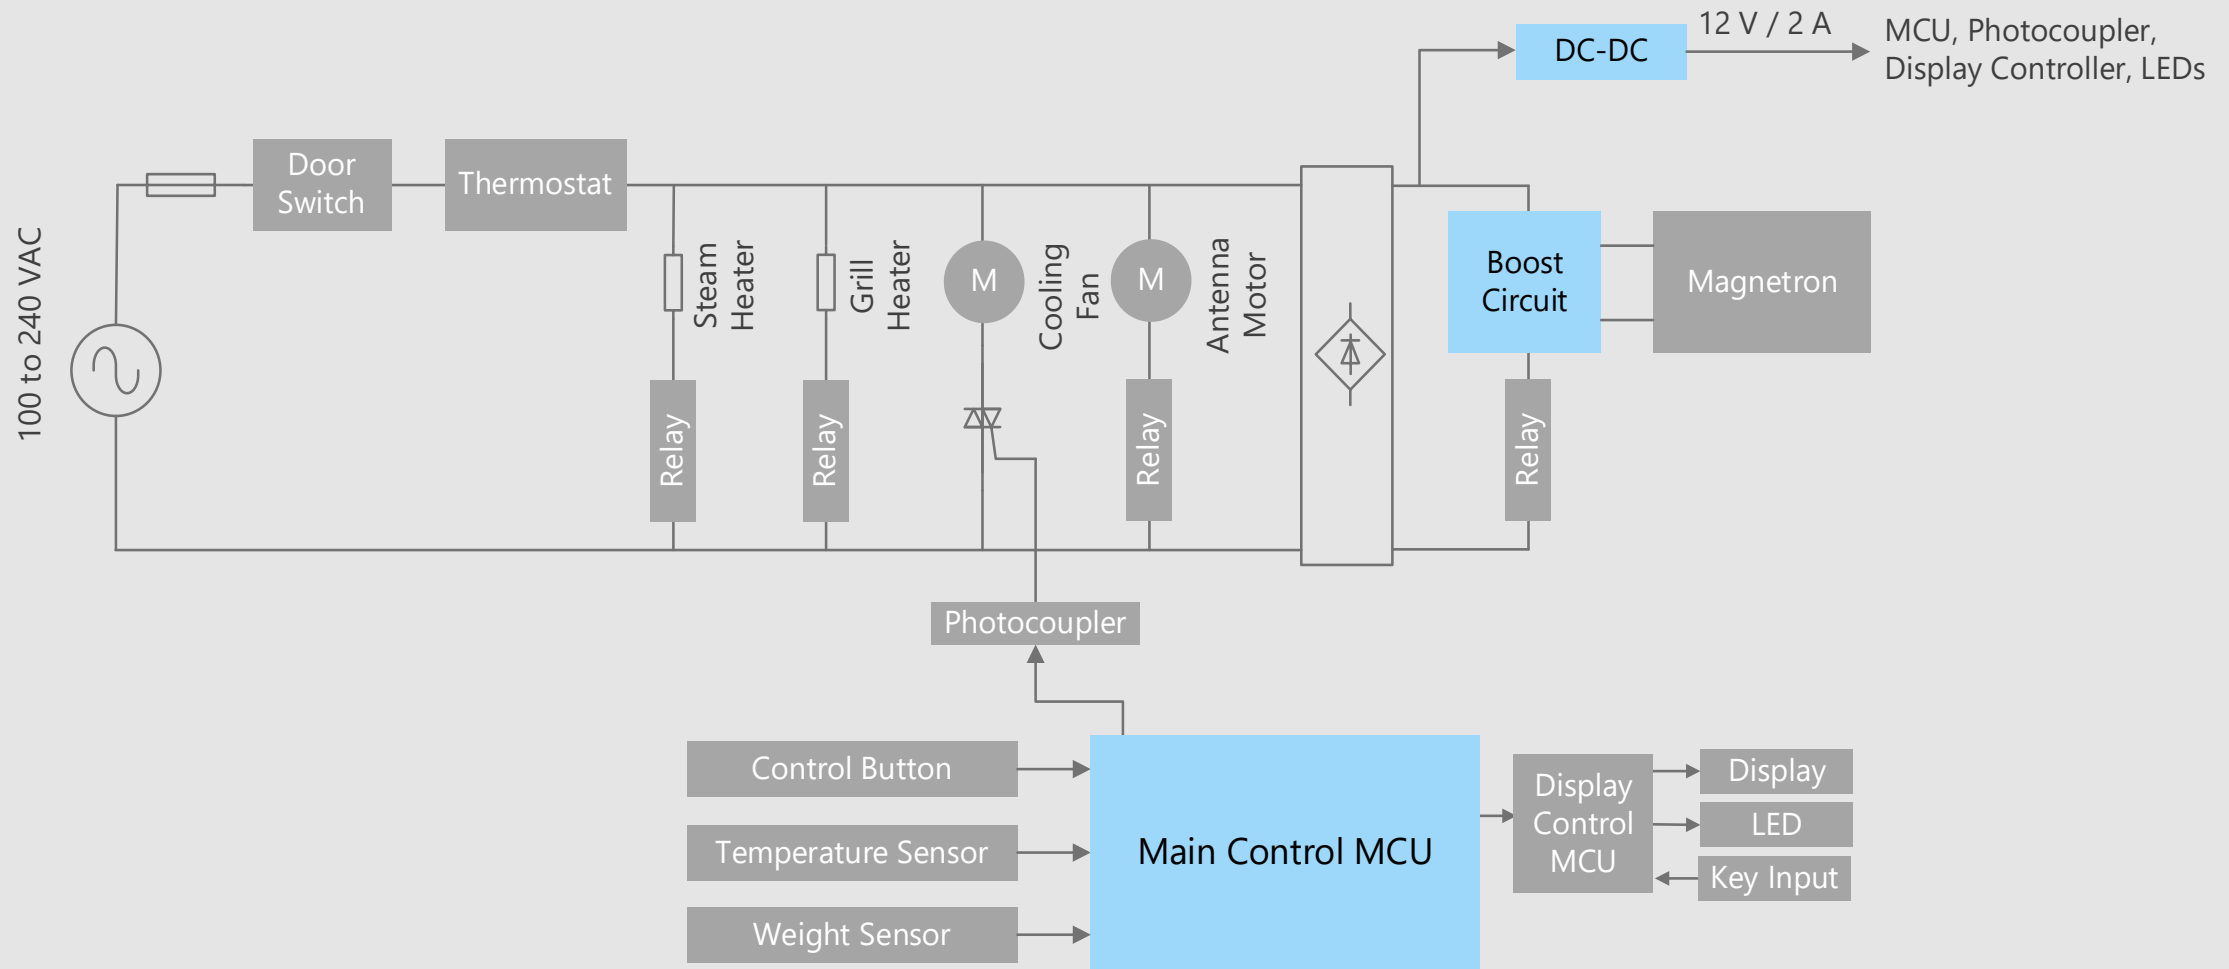 12 V / 2 A
DC-DC
MCU, Photocoupler,
Display Controller, LEDs
100 to 240 VAC
Door
Switch
Thermostat
Steam
Heater
Grill
Heater
M
Cooling
Fan
M
Antenna
Motor
Boost
Circuit
Magnetron
Relay
Relay
Relay
Relay
Photocoupler
Control Button
Temperature Sensor
Weight Sensor
Main Control MCU
Display
Control
MCU
Display
LED
Key Input